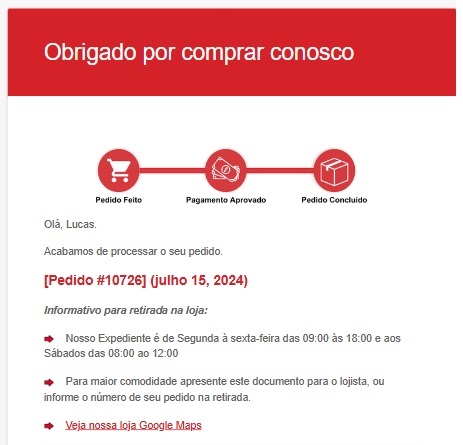 Obrigado por comprar conosco
Pedido Feito Pagamento Aprovado Pedido Concluído
Olá, Lucas.
Acabamos de processar o seu pedido.
[Pedido #10726] (julho 15, 2024)
Informativo para retirada na loja:
Nosso Expediente é de Segunda à sexta-feira das 09:00 às 18:00 e aos
Sábados das 08:00 ao 12:00
Para maior comodidade apresente este documento para o lojista, ou
informe o número de seu pedido na retirada.
Veja nossa loja Google Maps